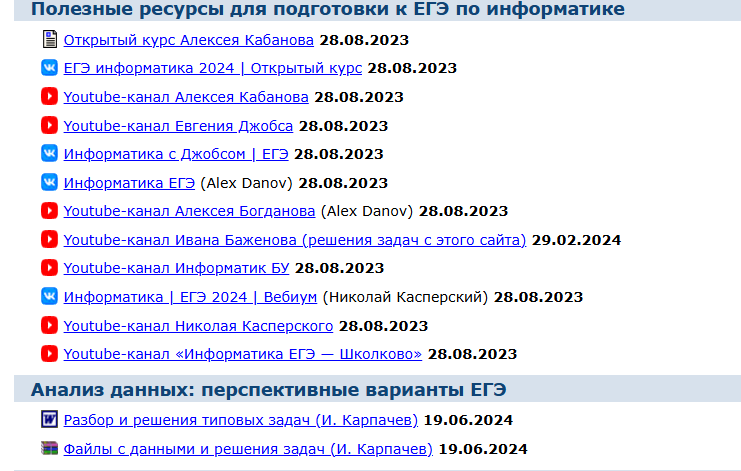 Полезные ресурсы для подготовки к ЕГЭ по информатике
Открытый курс Алексея Кабанова 28.08.2023
ЕГЭ информатика 2024 | Открытый курс 28.08.2023
Youtube-канал Алексея Кабанова 28.08.2023
Youtube-канал Евгения Джобса 28.08.2023
Информатика с Джобсом | ЕГЭ 28.08.2023
Информатика ЕГЭ (Alex Danov) 28.08.2023
Youtube-канал Алексея Богданова (Alex Danov) 28.08.2023
Youtube-канал Ивана Баженова (решения задач с этого сайта) 29.02.2024
Youtube-канал Информатик БУ 28.08.2023
Информатика | ЕГЭ 2024 | Вебиум (Николай Касперский) 28.08.2023
Youtube-канал Николая Касперского 28.08.2023
Youtube-канал «Информатика ЕГЭ — Школково» 28.08.2023
Анализ данных: перспективные варианты ЕГЭ
Разбор и решения типовых задач (И. Карпачев) 19.06.2024
Файлы с данными и решения задач (И. Карпачев) 19.06.2024